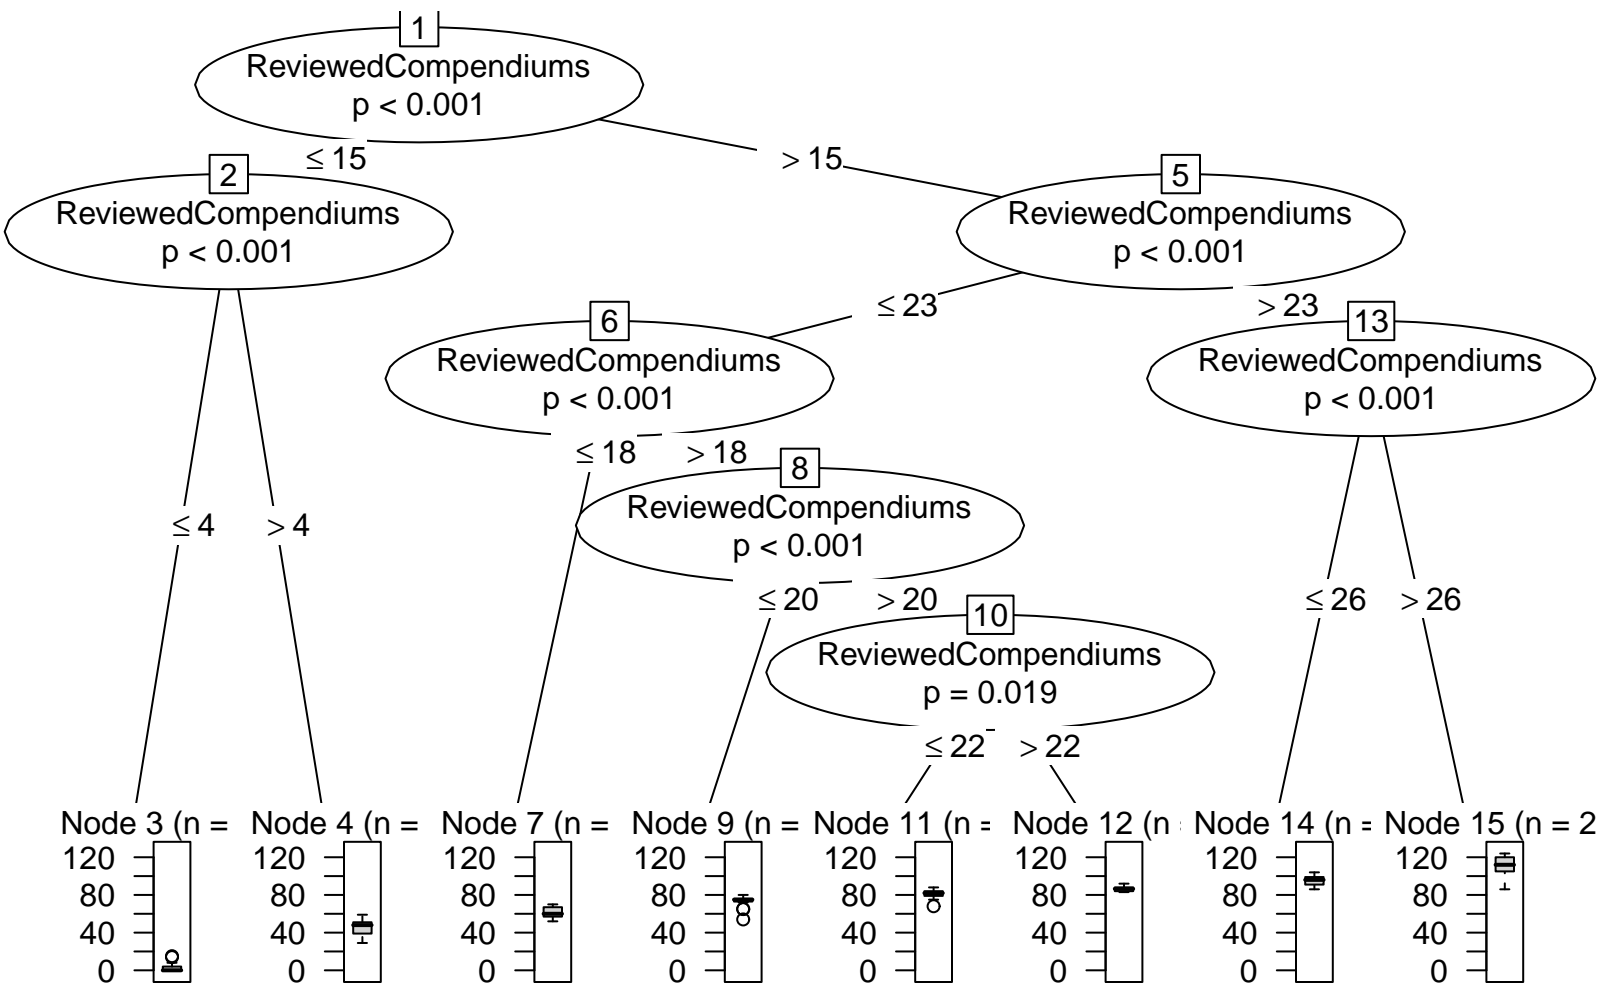 1
ReviewedCompendiums
p < 0.001
≤ 15
> 15
2
ReviewedCompendiums
p < 0.001
5
ReviewedCompendiums
p < 0.001
≤ 23
> 23
6
ReviewedCompendiums
p < 0.001
13
ReviewedCompendiums
p < 0.001
≤ 18
> 18
8
ReviewedCompendiums
p < 0.001
≤ 4
> 4
≤ 20
> 20
≤ 26
> 26
10
ReviewedCompendiums
p = 0.019
≤ 22
> 22
Node 3 (n =
120
80
40
0
Node 4 (n =
120
80
40
0
Node 7 (n =
120
80
40
0
Node 9 (n =
120
80
40
0
Node 11 (n =
120
80
40
0
Node 12 (n
120
80
40
0
Node 14 (n =
120
80
40
0
Node 15 (n = 2
120
80
40
0